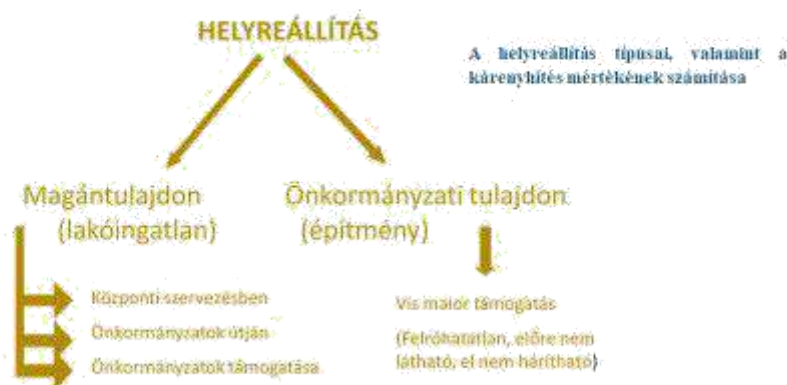 HELYREÁLLÍTÁS
A helyreállítás típusai, valamint a
kárenyhítés mértékének számítása
Magántulajdon
(lakóingatlan)
Önkormányzati tulajdon
(építmény)
Központi szervezésben
Önkormányzatok útján
Önkormányzatok támogatása
Vis maior támogatás
(Felróhatatlan, előre nem
látható, el nem hárítható)